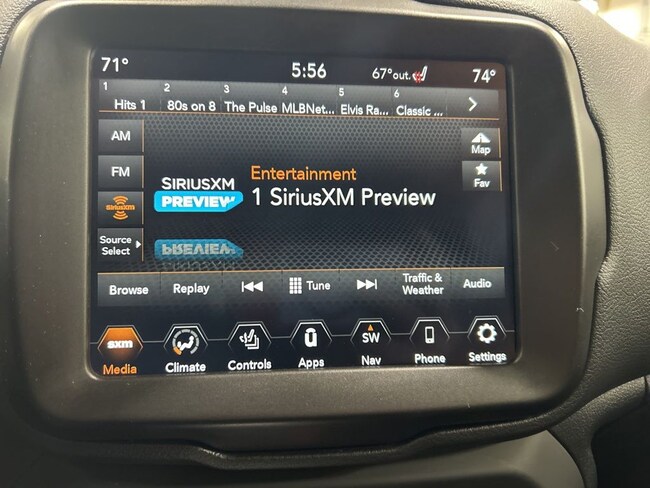 71° 5:56 67°out. 74°
1 2 3 4 5 6
Hits 1 80s on 8 The Pulse MLBNet... Elvis Ra... Classic ...
AM
Map
FM
Fav
Entertainment
SIRIUSXM
PREVIEW
1 SiriusXM Preview
SiriusXM
Source
Select
PREVIEW
Browse Replay Tune Traffic &
Weather
Audio
sxm
SW
Media Climate Controls Apps Nav Phone Settings